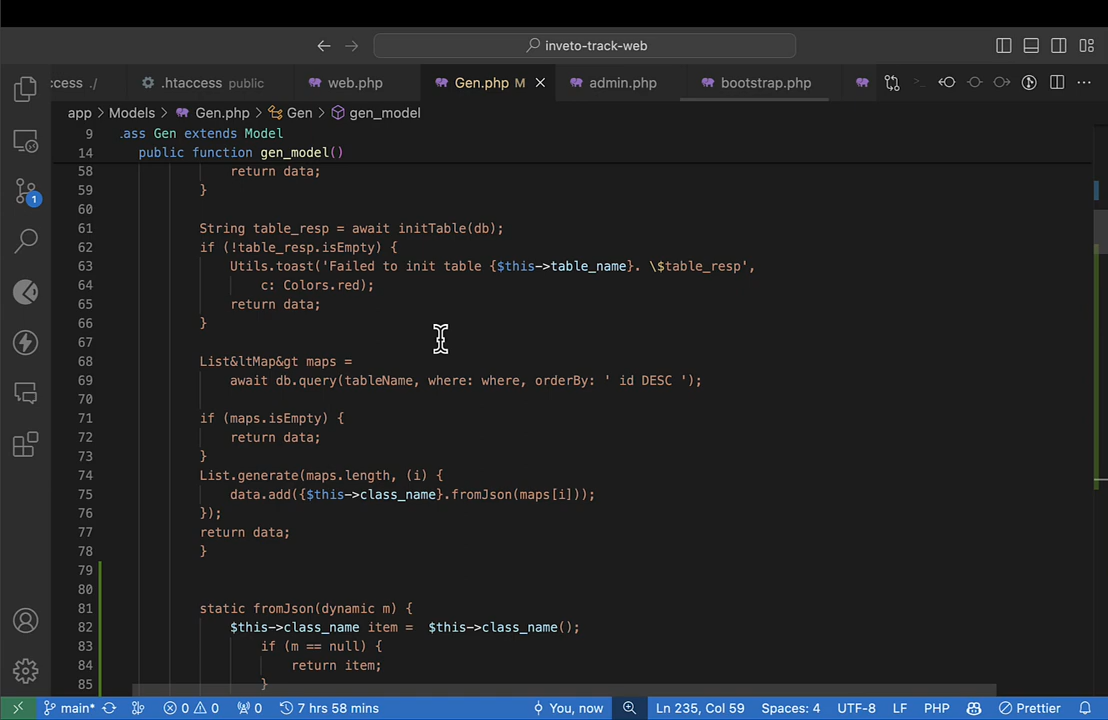 inveto-track-web
ccess ./
.htaccess public
web.php
Gen.php M
admin.php
bootstrap.php
app > Models > Gen.php > Gen > gen_model
9 .ass Gen extends Model
14 public function gen_model()
58 return data;
59 }
60
61 String table_resp = await initTable(db);
62 if (!table_resp.isEmpty) {
63 Utils.toast('Failed to init table {$this->table_name}. \$table_resp',
64 c: Colors.red);
65 return data;
66 }
67
68 List&ltMap&gt maps =
69 await db.query(tableName, where: where, orderBy: ' id DESC ');
70
71 if (maps.isEmpty) {
72 return data;
73 }
74 List.generate(maps.length, (i) {
75 data.add({$this->class_name}.fromJson(maps[i]));
76 });
77 return data;
78 }
79
80
81 static fromJson(dynamic m) {
82 $this->class_name item =  $this->class_name();
83 if (m == null) {
84 return item;
85 }
1
main*
0 0
0
7 hrs 58 mins
You, now
Ln 235, Col 59
Spaces: 4
UTF-8
LF
PHP
Prettier